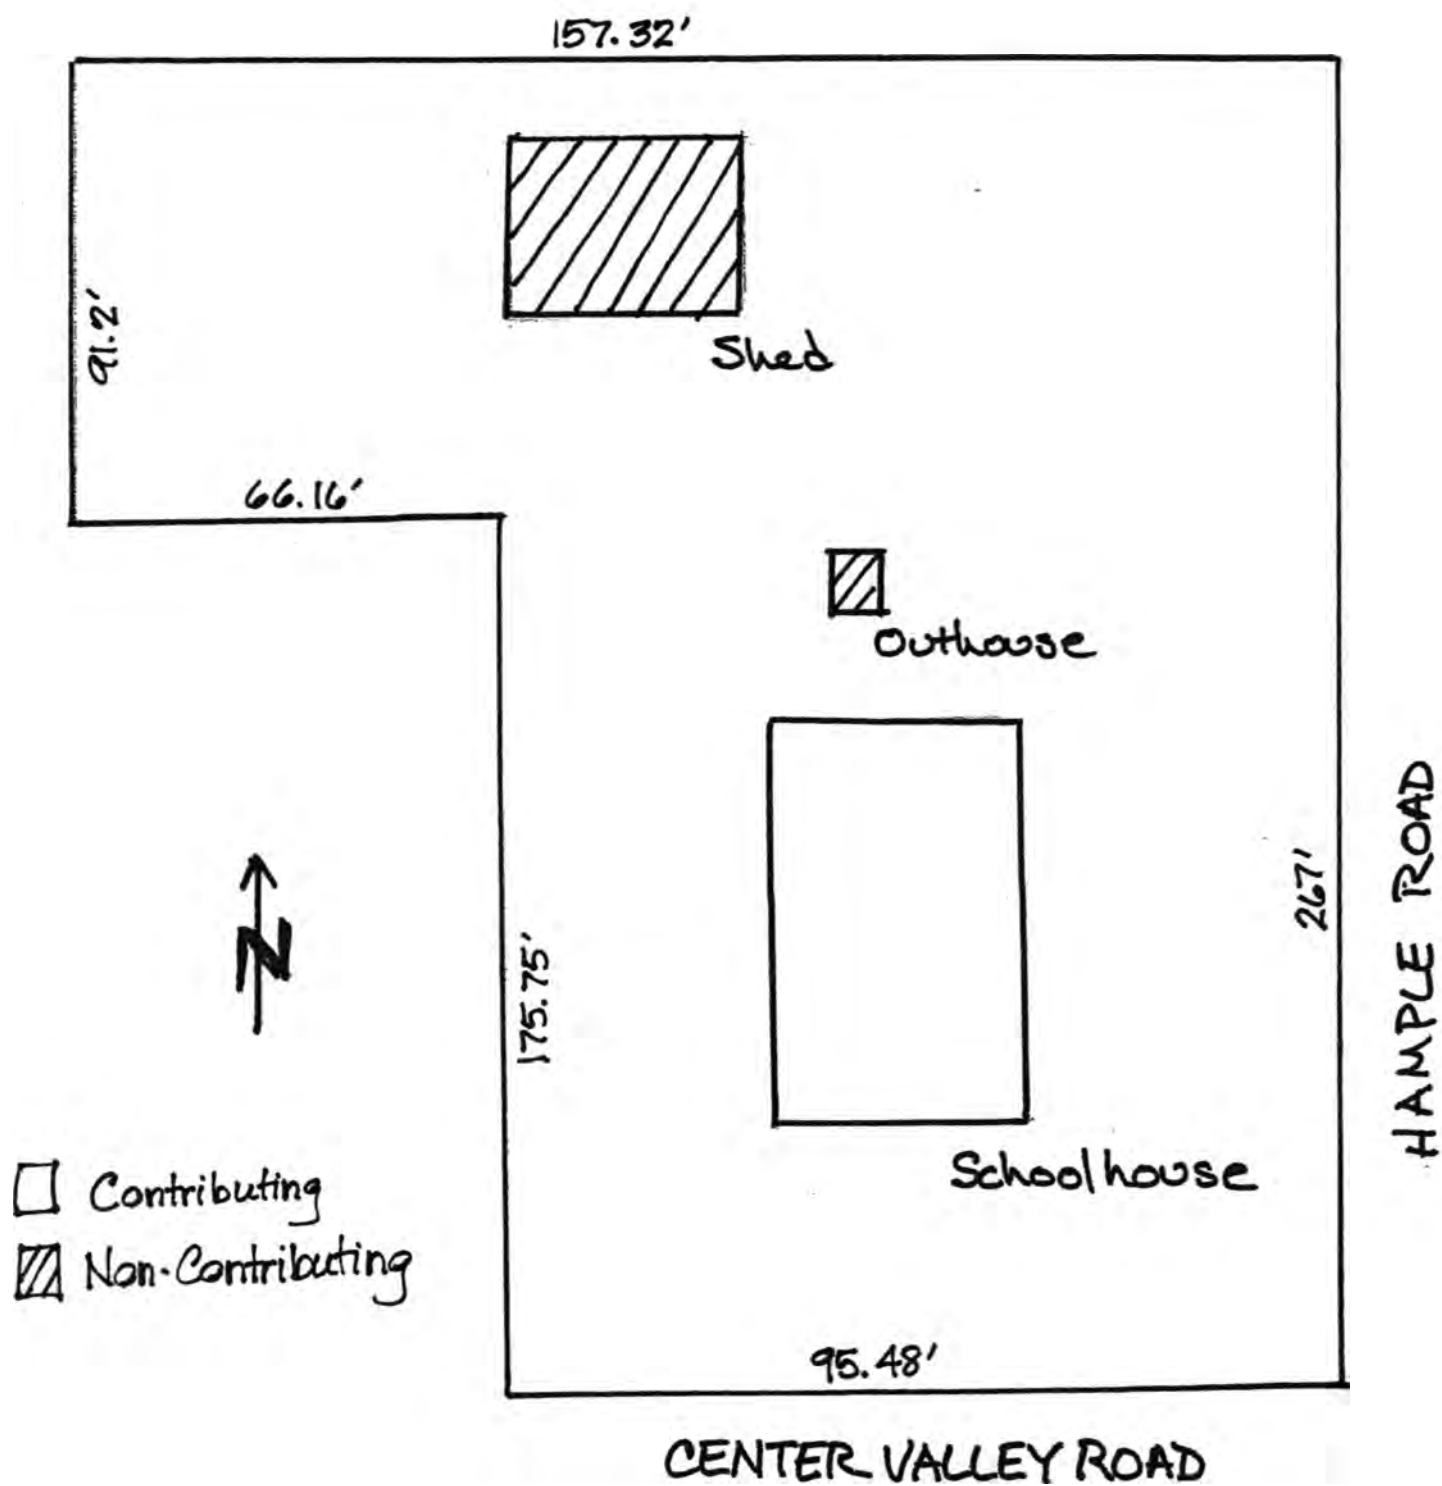 157.32'
91.2'
Shed
66.16'
Outhouse
267'
HAMPLE ROAD
N
175.75'
Schoolhouse
Contributing
Non-Contributing
95.48'
CENTER VALLEY ROAD